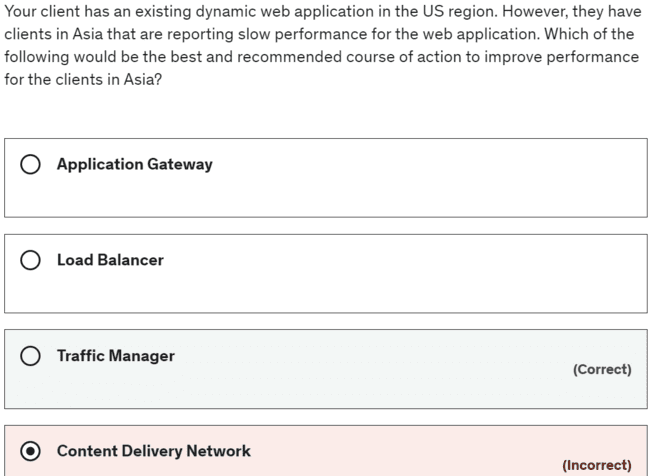 Your client has an existing dynamic web application in the US region. However, they have
clients in Asia that are reporting slow performance for the web application. Which of the
following would be the best and recommended course of action to improve performance
for the clients in Asia?
Application Gateway
Load Balancer
Traffic Manager
(Correct)
Content Delivery Network
(Incorrect)